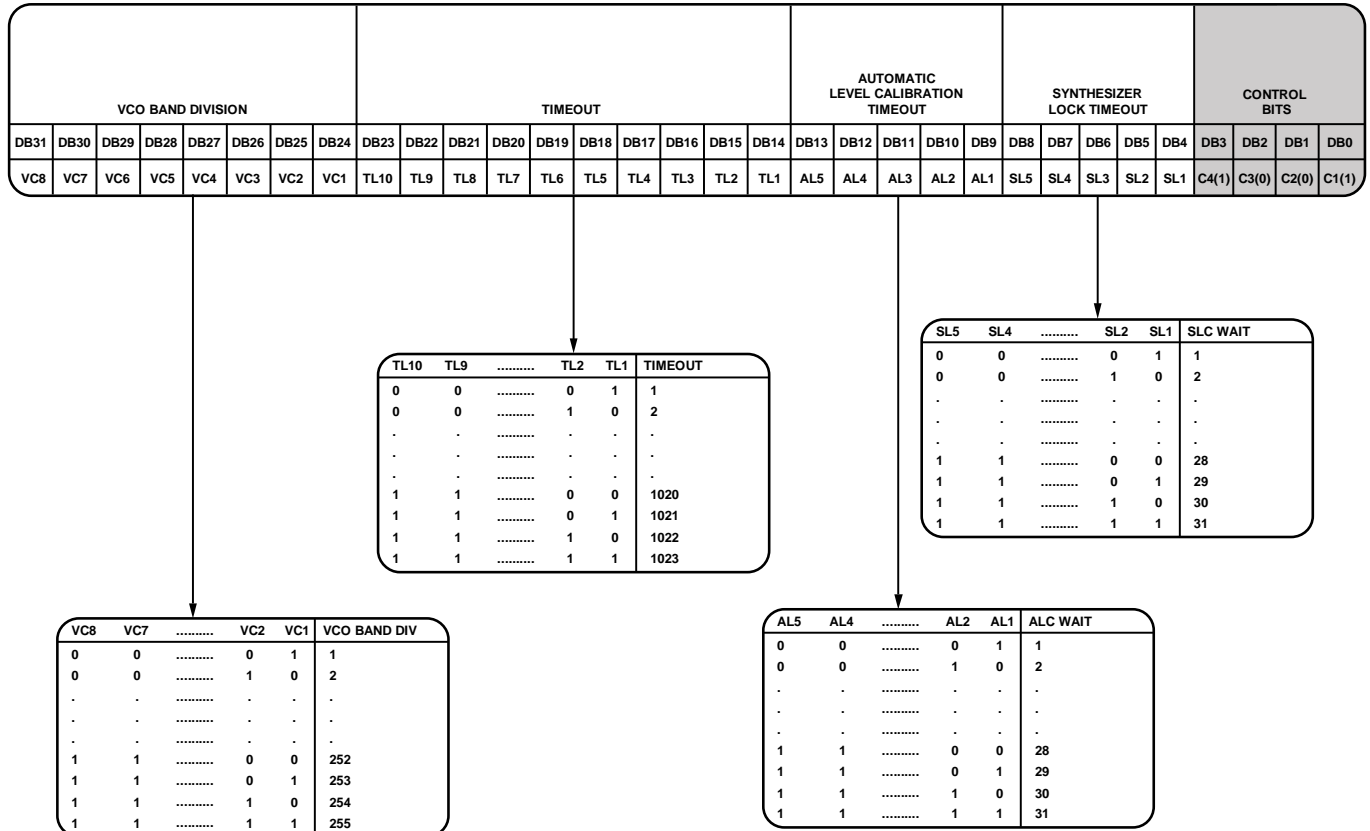 VCO BAND DIVISION
TIMEOUT
AUTOMATIC
LEVEL CALIBRATION
TIMEOUT
SYNTHESIZER
LOCK TIMEOUT
CONTROL
BITS
DB31 DB30 DB29 DB28 DB27 DB26 DB25 DB24 DB23 DB22 DB21 DB20 DB19 DB18 DB17 DB16 DB15 DB14 DB13 DB12 DB11 DB10 DB9 DB8 DB7 DB6 DB5 DB4 DB3 DB2 DB1 DB0
VC8 VC7 VC6 VC5 VC4 VC3 VC2 VC1 TL10 TL9 TL8 TL7 TL6 TL5 TL4 TL3 TL2 TL1 AL5 AL4 AL3 AL2 AL1 SL5 SL4 SL3 SL2 SL1 C4(1) C3(0) C2(0) C1(1)
SL5 SL4 .......... SL2 SL1 SLC WAIT
0 0 .......... 0 1 1
0 0 .......... 1 0 2
. . .......... . . .
. . .......... . . .
. . .......... . . .
1 1 .......... 0 0 28
1 1 .......... 0 1 29
1 1 .......... 1 0 30
1 1 .......... 1 1 31
TL10 TL9 .......... TL2 TL1 TIMEOUT
0 0 .......... 0 1 1
0 0 .......... 1 0 2
. . .......... . . .
. . .......... . . .
. . .......... . . .
1 1 .......... 0 0 1020
1 1 .......... 0 1 1021
1 1 .......... 1 0 1022
1 1 .......... 1 1 1023
VC8 VC7 .......... VC2 VC1 VCO BAND DIV
0 0 .......... 0 1 1
0 0 .......... 1 0 2
. . .......... . . .
. . .......... . . .
. . .......... . . .
1 1 .......... 0 0 252
1 1 .......... 0 1 253
1 1 .......... 1 0 254
1 1 .......... 1 1 255
AL5 AL4 .......... AL2 AL1 ALC WAIT
0 0 .......... 0 1 1
0 0 .......... 1 0 2
. . .......... . . .
. . .......... . . .
. . .......... . . .
1 1 .......... 0 0 28
1 1 .......... 0 1 29
1 1 .......... 1 0 30
1 1 .......... 1 1 31